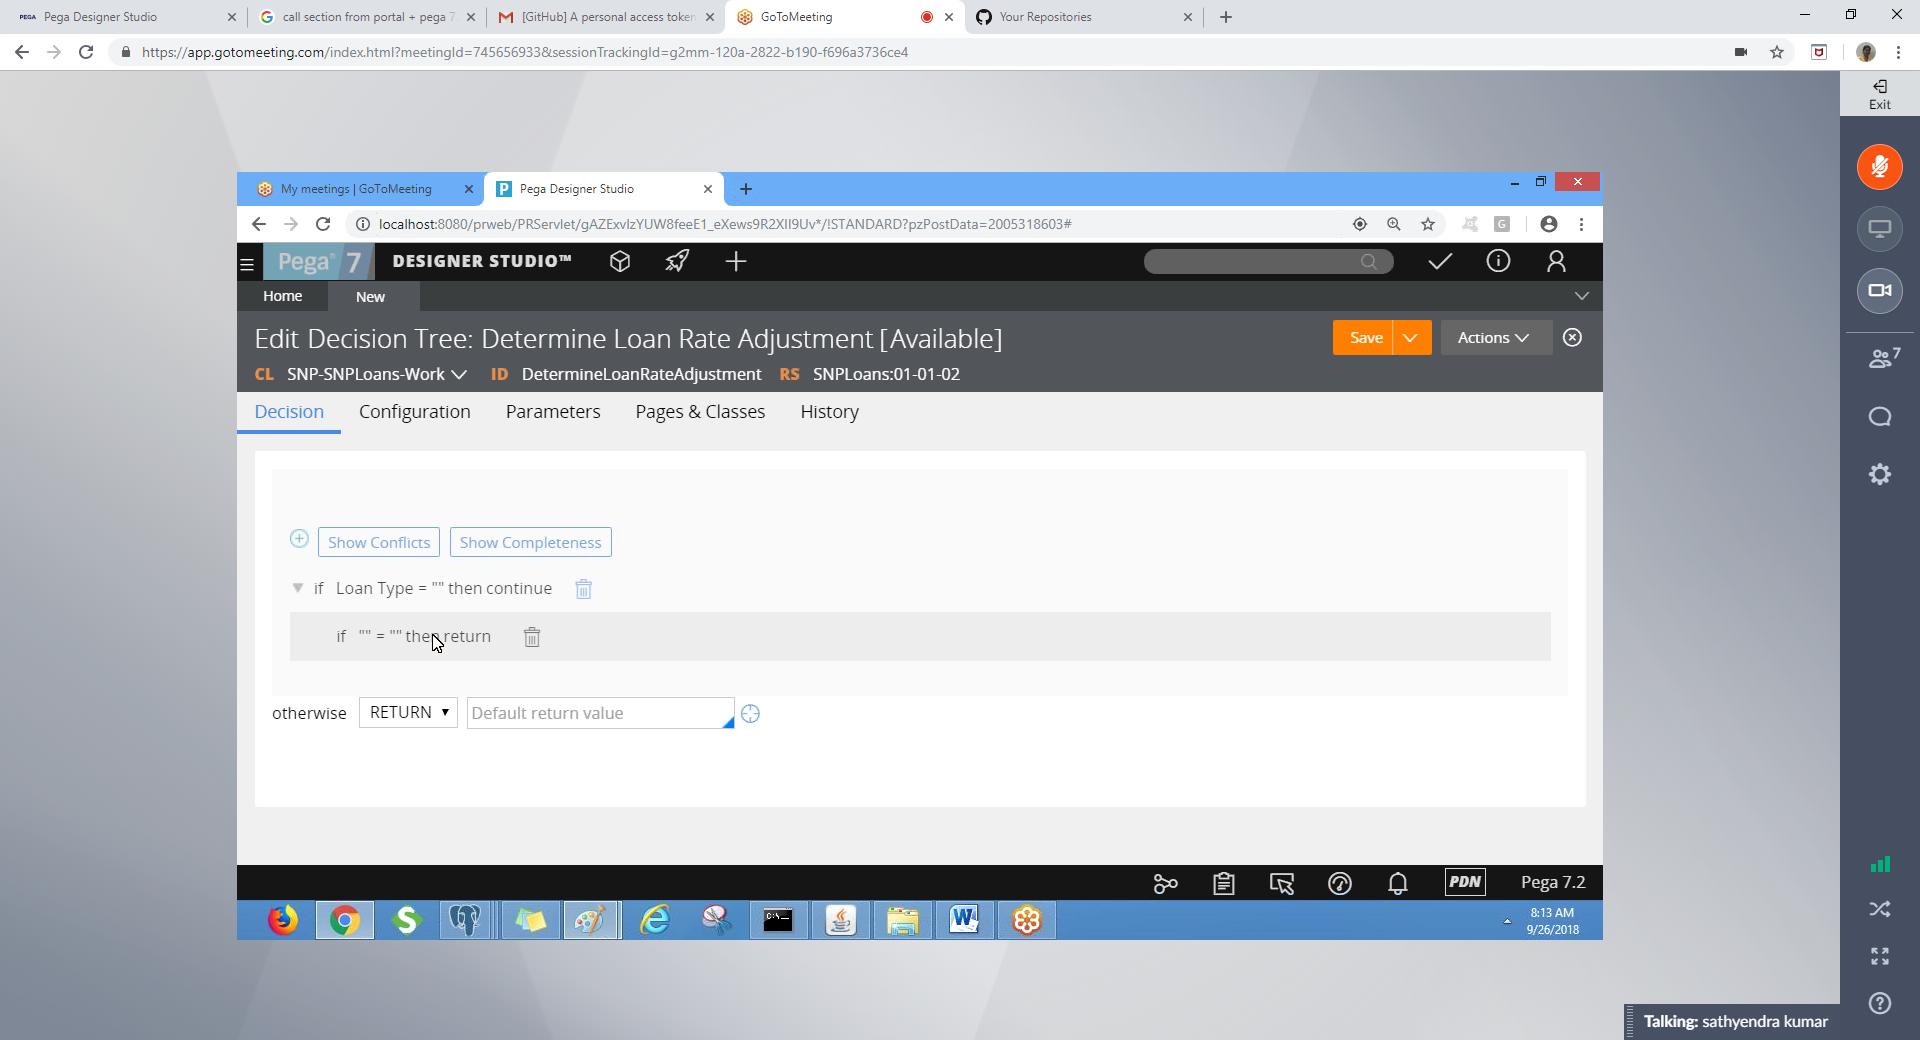 PEGA Pega Designer Studio
call section from portal + pega 7
[GitHub] A personal access token
GoToMeeting
Your Repositories
https://app.gotomeeting.com/index.html?meetingId=745656933&sessionTrackingId=g2mm-120a-2822-b190-f696a3736ce4
Exit
My meetings | GoToMeeting
Pega Designer Studio
localhost:8080/prweb/PRServlet/gAZExvlzYUW8feeE1_eXews9R2XII9Uv*/!STANDARD?pzPostData=2005318603#
Pega 7 DESIGNER STUDIO™
Home New
Edit Decision Tree: Determine Loan Rate Adjustment [Available]
Save Actions
CL SNP-SNPLoans-Work ID DetermineLoanRateAdjustment RS SNPLoans:01-01-02
7
Decision Configuration Parameters Pages & Classes History
Show Conflicts Show Completeness
if Loan Type = "" then continue
if "" = "" then return
otherwise RETURN Default return value
PDN Pega 7.2
8:13 AM
9/26/2018
Talking: sathyendra kumar